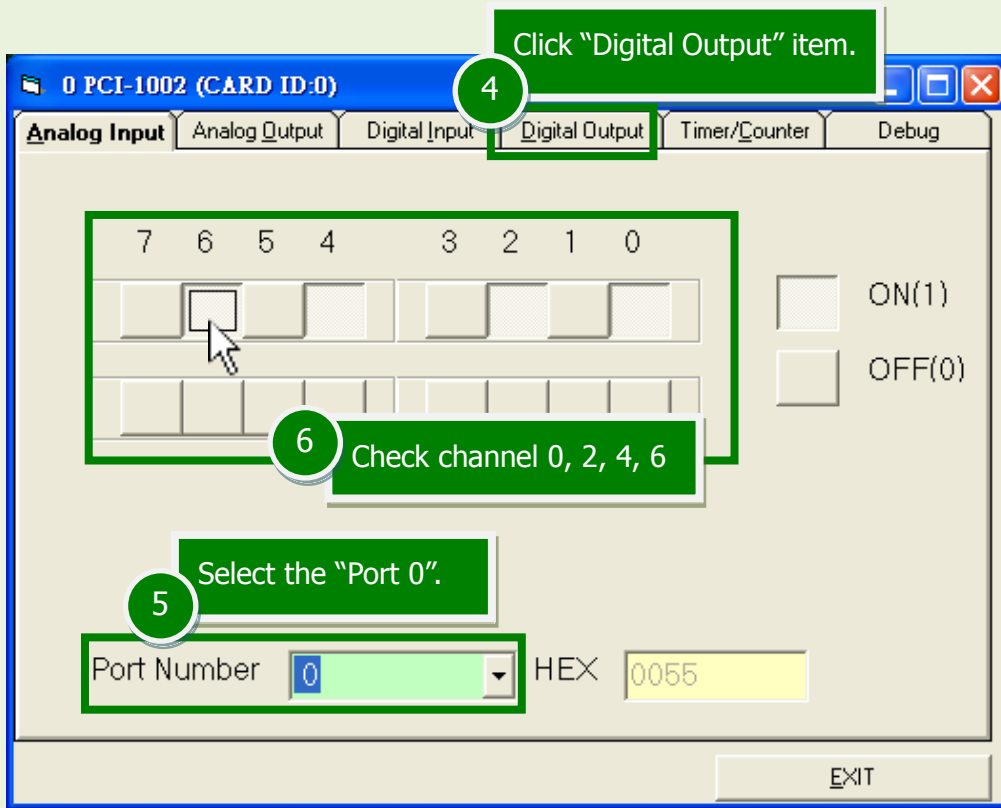 Click “Digital Output” item.
4
0 PCI-1002 (CARD ID:0)
Analog Input Analog Output Digital Input Digital Output Timer/Counter Debug
7 6 5 4 3 2 1 0
ON(1)
OFF(0)
6
Check channel 0, 2, 4, 6
Select the “Port 0”.
5
Port Number 0 HEX 0055
EXIT